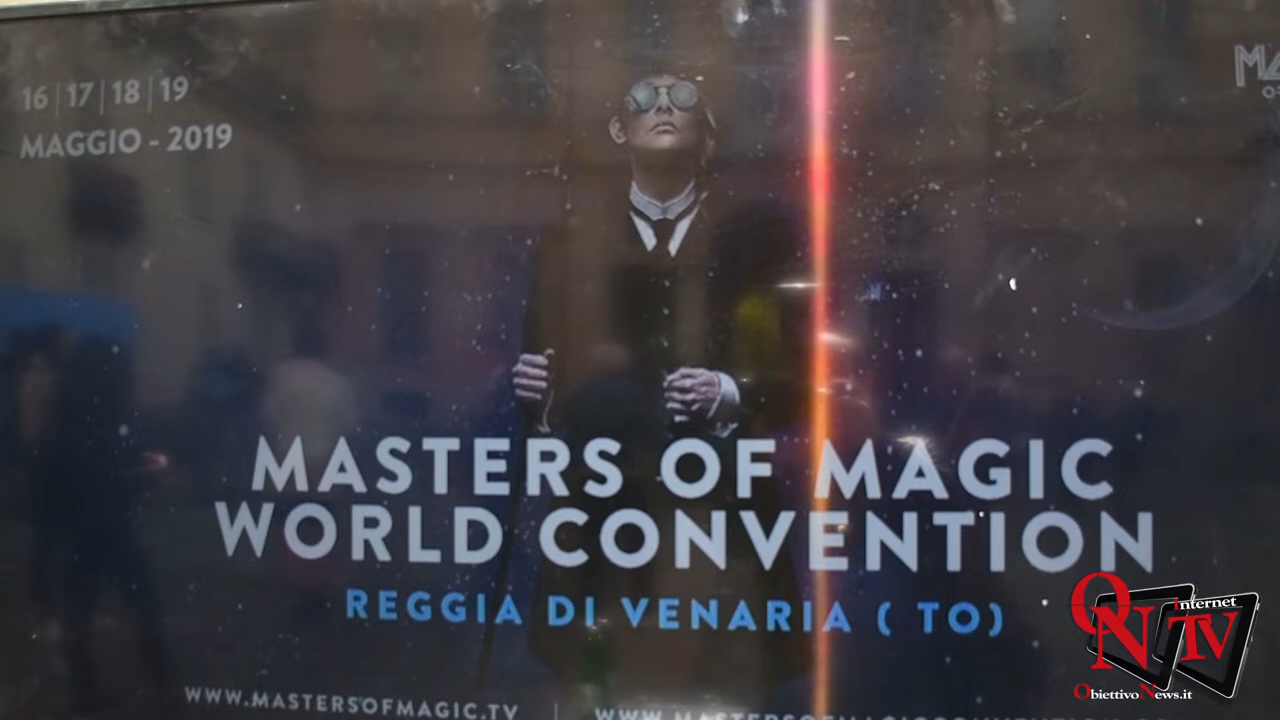 16 | 17 | 18 | 19
MAGGIO - 2019
MASTERS OF MAGIC
WORLD CONVENTION
REGGIA DI VENARIA ( TO)
WWW.MASTERSOFMAGIC.TV |
ONTV
Internet
ObiettivoNews.it